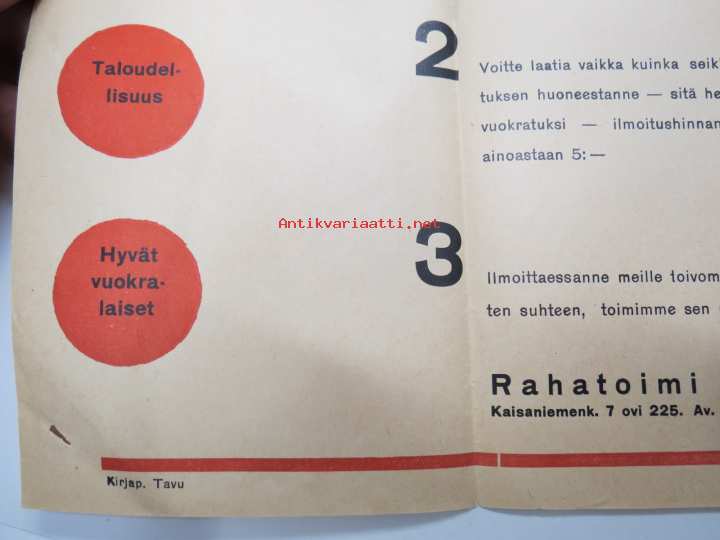 Taloudel-
lisuus
2
Voitte laatia vaikka kuinka seik
tuksen huoneestanne — sitä he
vuokratuksi — ilmoitushinnan
ainoastaan 5:—
Antikvariaatti.net
Hyvät
vuokra-
laiset
3
Ilmoittaessanne meille toivom
ten suhteen, toimimme sen
Rahatoimi
Kaisaniemenk. 7 ovi 225. Av.
Kirjap. Tavu